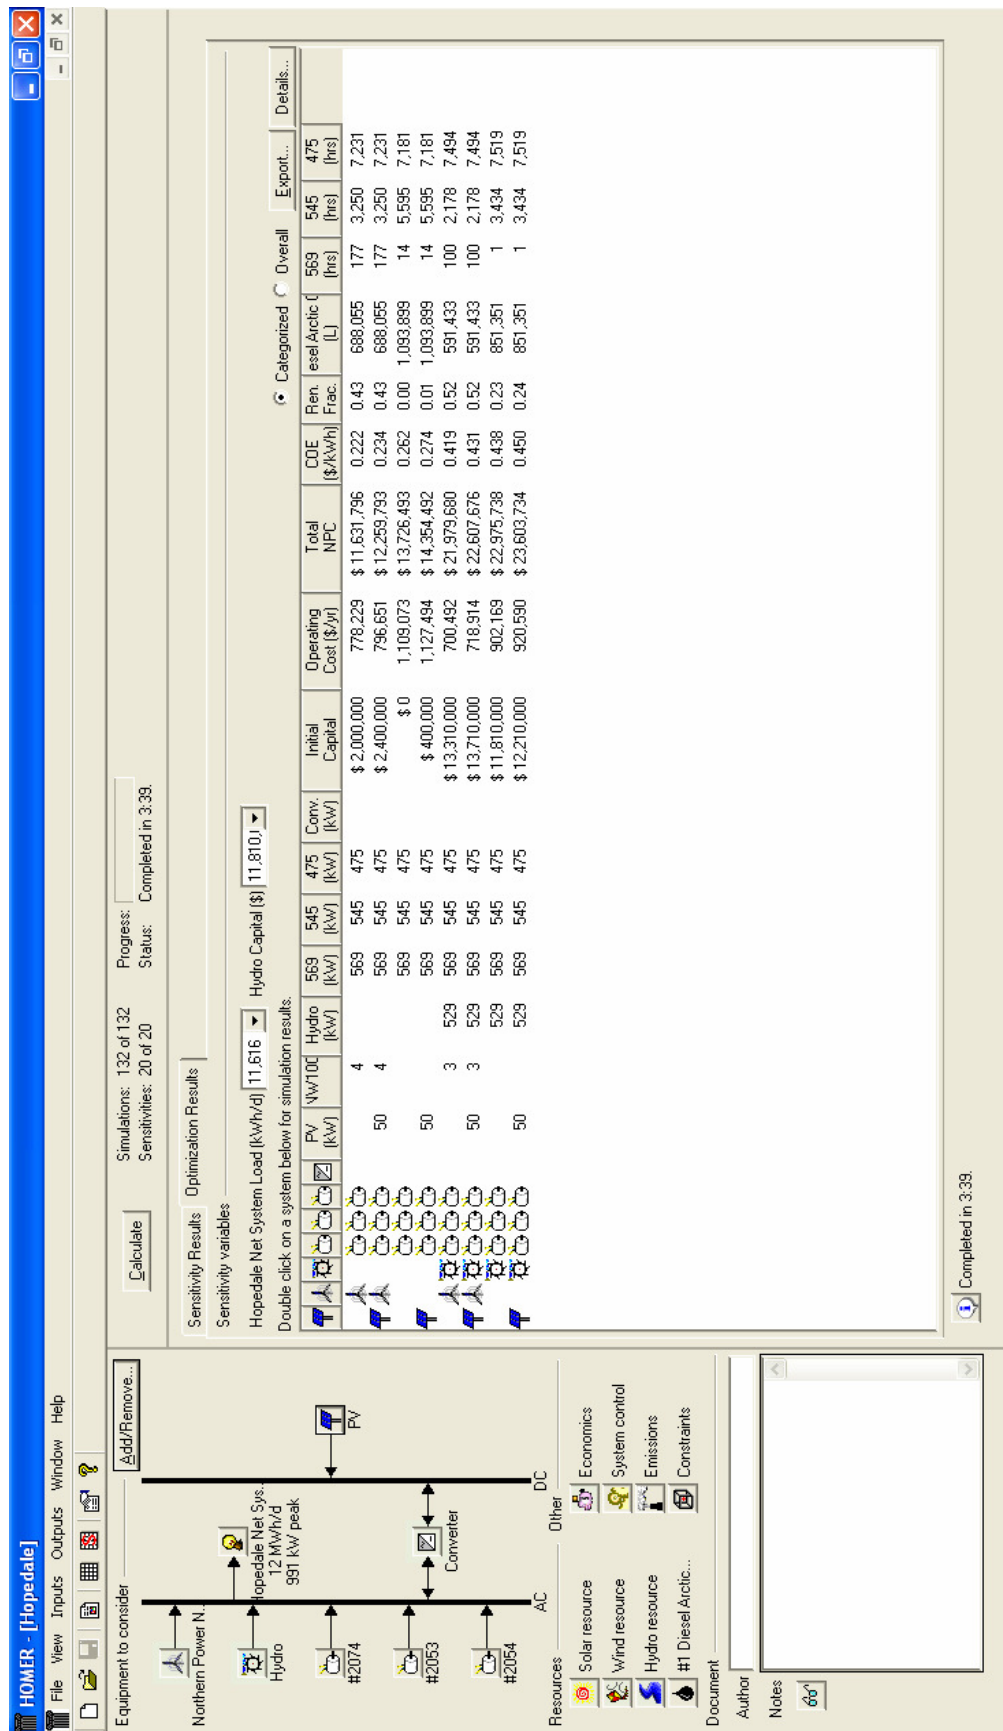 HOMER - [Hopedale]
File View Inputs Outputs Window Help
Equipment to consider
Add/Remove...
Northern Power N...
Hydro
#2074
#2053
#2054
Hopedale Net Sys...
12 MWh/d
991 kW peak
Converter
PV
AC
DC
Resources
Solar resource
Wind resource
Hydro resource
#1 Diesel Arctic...
Other
Economics
System control
Emissions
Constraints
Document
Author
Notes
Calculate
Simulations: 132 of 132
Sensitivities: 20 of 20
Progress:
Status: Completed in 3:39.
Sensitivity Results Optimization Results
Sensitivity variables
Hopedale Net System Load (kWh/d) 11,616 Hydro Capital ($) 11,810,
Double click on a system below for simulation results.
Categorized Overall Export... Details...
PV (kW) NW100 Hydro (kW) 569 (kW) 545 (kW) 475 (kW) Conv. (kW) Initial Capital Operating Cost ($/yr) Total NPC COE ($/kWh) Ren. Frac. esel Arctic (L) 569 (hrs) 545 (hrs) 475 (hrs)
4 569 545 475 $ 2,000,000 778,229 $ 11,631,796 0.222 0.43 688,055 177 3,250 7,231
50 4 569 545 475 $ 2,400,000 796,651 $ 12,259,793 0.234 0.43 688,055 177 3,250 7,231
569 545 475 $ 0 1,109,073 $ 13,726,493 0.262 0.00 1,093,899 14 5,595 7,181
50 569 545 475 $ 400,000 1,127,494 $ 14,354,492 0.274 0.01 1,093,899 14 5,595 7,181
3 529 569 545 475 $ 13,310,000 700,492 $ 21,979,680 0.419 0.52 591,433 100 2,178 7,494
50 3 529 569 545 475 $ 13,710,000 718,914 $ 22,607,676 0.431 0.52 591,433 100 2,178 7,494
529 569 545 475 $ 11,810,000 902,169 $ 22,975,738 0.438 0.23 851,351 1 3,434 7,519
50 529 569 545 475 $ 12,210,000 920,590 $ 23,603,734 0.450 0.24 851,351 1 3,434 7,519
Completed in 3:39.